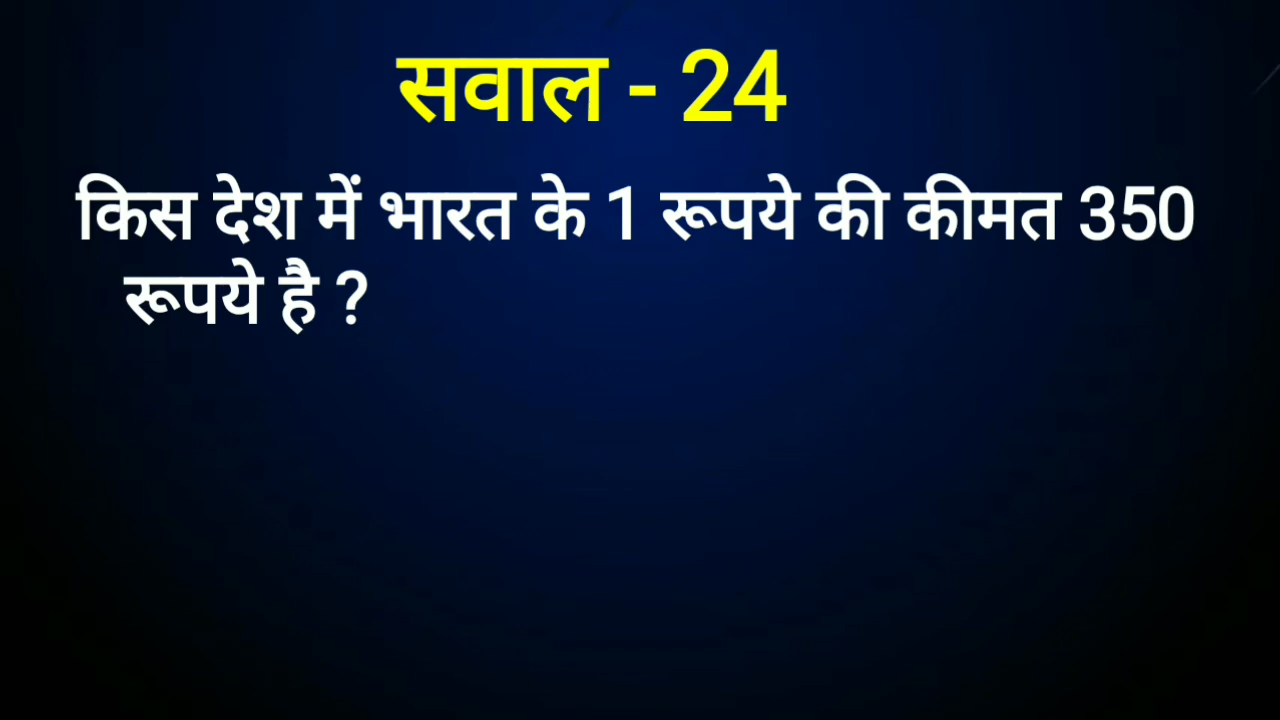 सवाल - 24
किस देश में भारत के 1 रूपये की कीमत 350
रूपये है ?